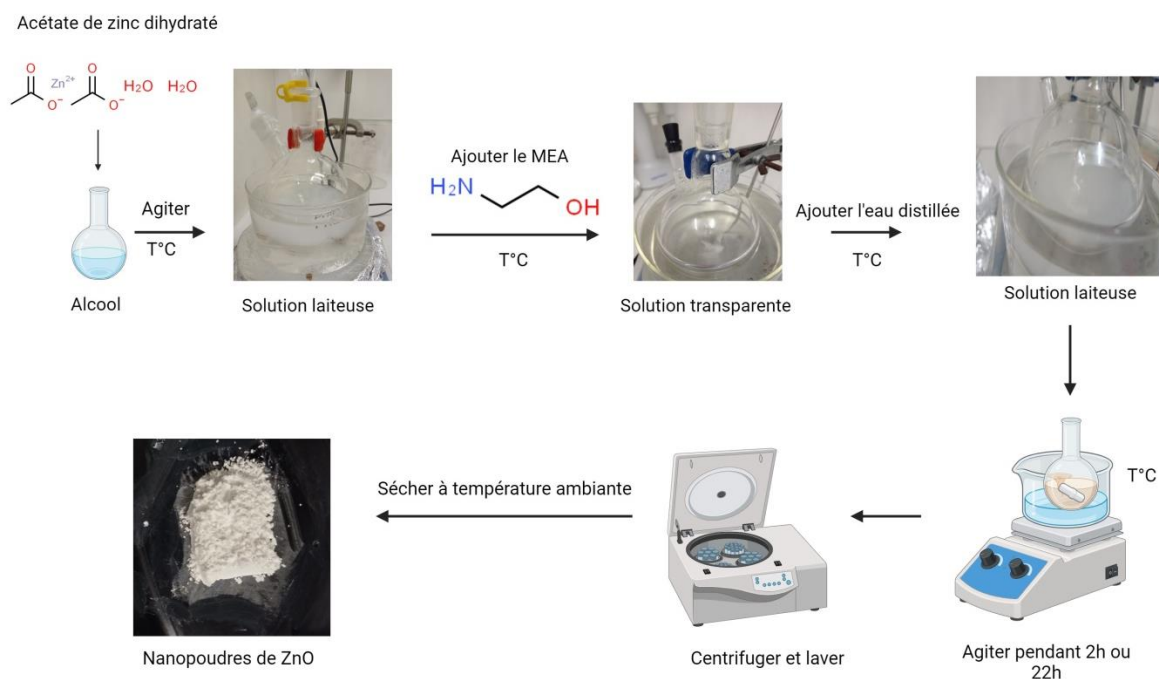 Acétate de zinc dihydraté
O
O
Zn2+
O-
O-
H2O
H2O
Agiter
T°C
Alcool
Solution laiteuse
Ajouter le MEA
H2N
OH
T°C
Solution transparente
Ajouter l'eau distillée
T°C
Solution laiteuse
T°C
Agiter pendant 2h ou
22h
Centrifuger et laver
Sécher à température ambiante
Nanopoudres de ZnO